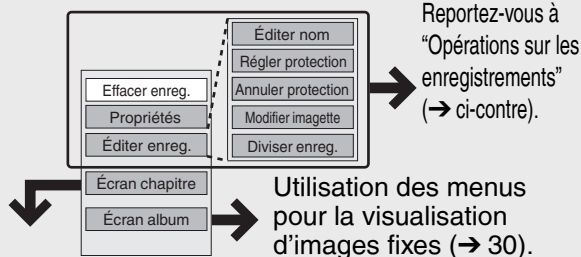 Effacer enreg.
Propriétés
Éditer enreg.
Écran chapitre
Écran album
Éditer nom
Régler protection
Annuler protection
Modifier imagette
Diviser enreg.
Reportez-vous à
“Opérations sur les
enregistrements”
(➔ ci-contre).
Utilisation des menus
pour la visualisation
d’images fixes (➔ 30).